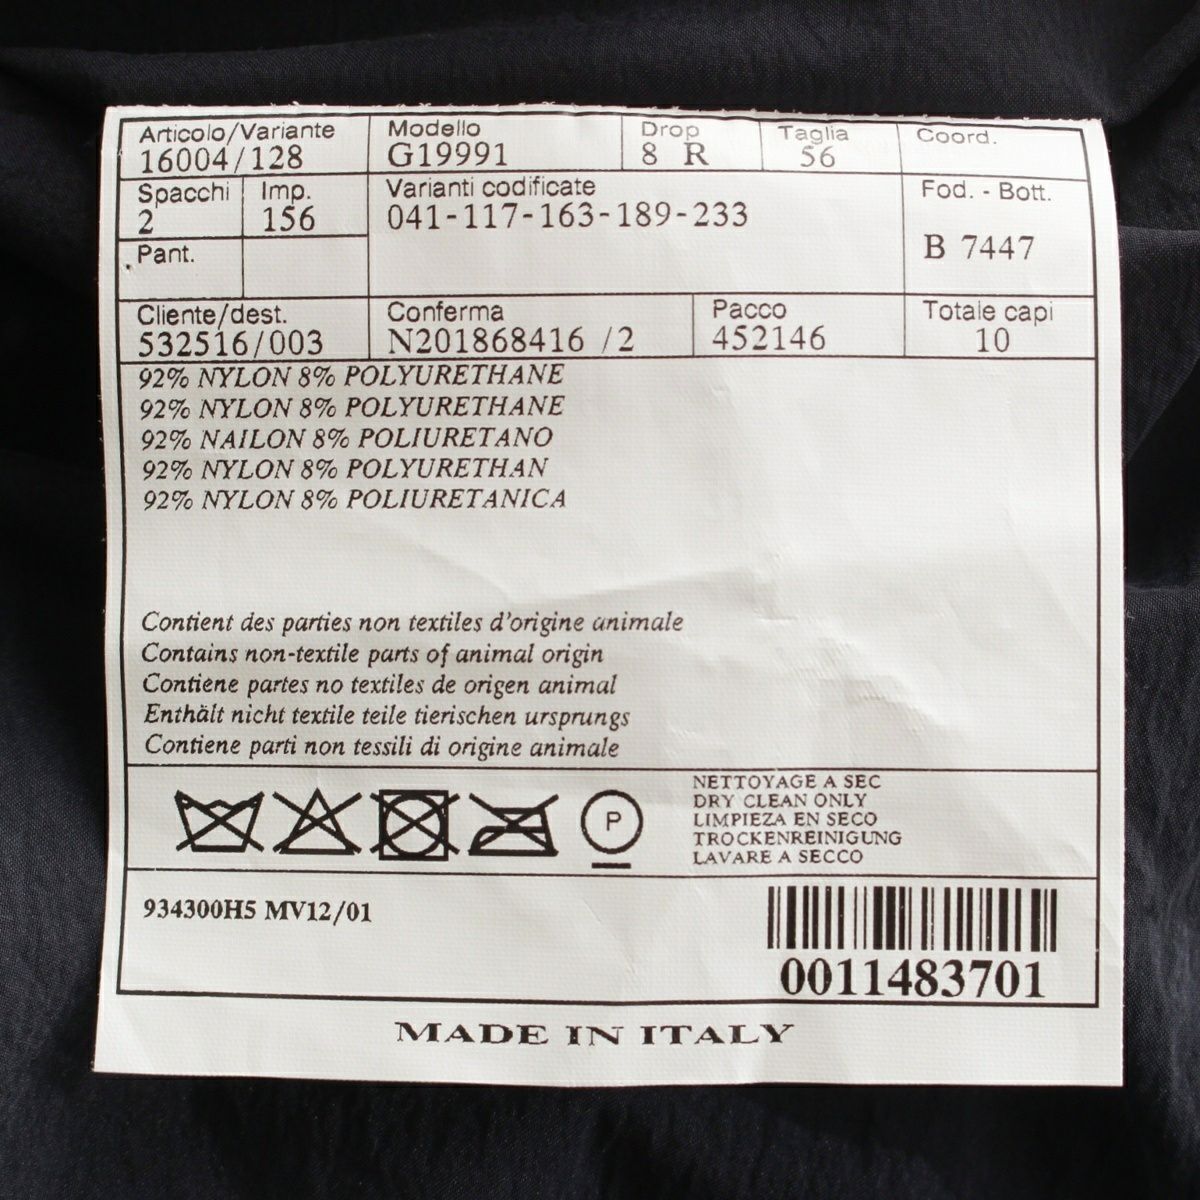 Articolo/Variante Modello Drop Taglia Coord.
16004/128 G19991 8 R 56
Spacchi Imp. Varianti codificate Fod. - Bott.
2 156 041-117-163-189-233
Pant. B 7447
Cliente/dest. Conferma Pacco Totale capi
532516/003 N201868416 /2 452146 10
92% NYLON 8% POLYURETHANE
92% NYLON 8% POLYURETHANE
92% NAILON 8% POLIURETANO
92% NYLON 8% POLYURETHAN
92% NYLON 8% POLIURETANICA
Contient des parties non textiles d'origine animale
Contains non-textile parts of animal origin
Contiene partes no textiles de origen animal
Enthält nicht textile teile tierischen ursprungs
Contiene parti non tessili di origine animale
P
NETTOYAGE A SEC
DRY CLEAN ONLY
LIMPIEZA EN SECO
TROCKENREINIGUNG
LAVARE A SECCO
934300H5 MV12/01
0011483701
MADE IN ITALY